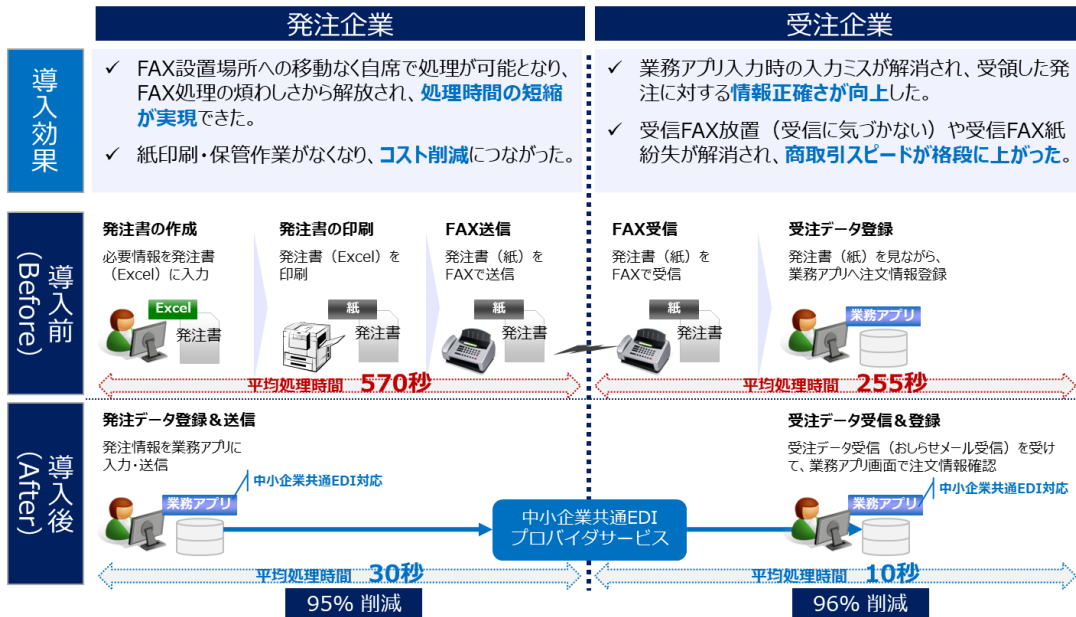 発注企業
受注企業
導入効果
✓ FAX設置場所への移動なく自席で処理が可能となり、
FAX処理の煩わしさから解放され、処理時間の短縮
が実現できた。
✓ 紙印刷・保管作業がなくなり、コスト削減につながった。
✓ 業務アプリ入力時の入力ミスが解消され、受領した発
注に対する情報正確さが向上した。
✓ 受信FAX放置（受信に気づかない）や受信FAX紙
紛失が解消され、商取引スピードが格段に上がった。
導入前
(Before)
発注書の作成
必要情報を発注書
（Excel）に入力
Excel
発注書
発注書の印刷
発注書（Excel）を
印刷
紙
発注書
FAX送信
発注書（紙）を
FAXで送信
紙
発注書
平均処理時間 570秒
FAX受信
発注書（紙）を
FAXで受信
紙
発注書
受注データ登録
発注書（紙）を見ながら、
業務アプリへ注文情報登録
業務アプリ
平均処理時間 255秒
導入後
(After)
発注データ登録＆送信
発注情報を業務アプリに
入力・送信
中小企業共通EDI対応
業務アプリ
中小企業共通EDI
プロバイダサービス
平均処理時間 30秒
95% 削減
受注データ受信＆登録
受注データ受信（おしらせメール受信）を受け
て、業務アプリ画面で注文情報確認
中小企業共通EDI対応
業務アプリ
平均処理時間 10秒
96% 削減